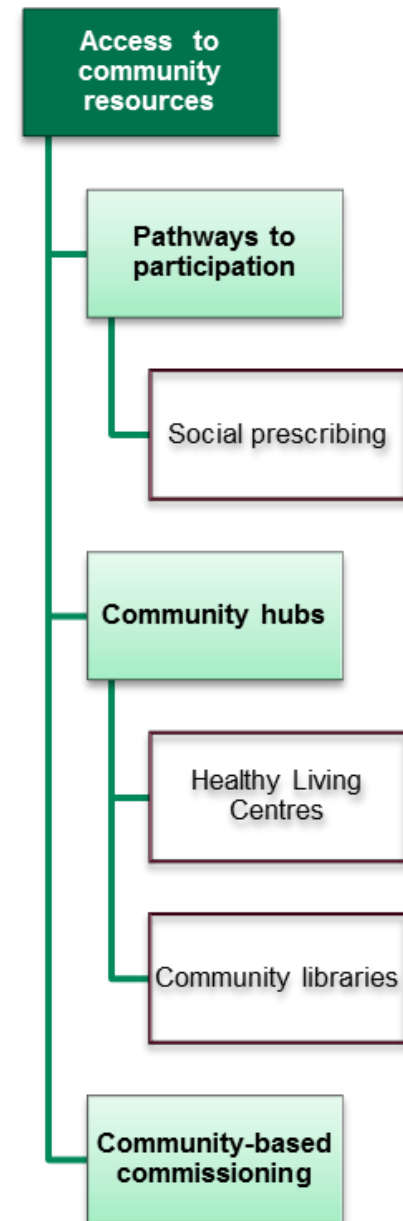 Access to
community
resources
Pathways to
participation
Social prescribing
Community hubs
Healthy Living
Centres
Community libraries
Community-based
commissioning